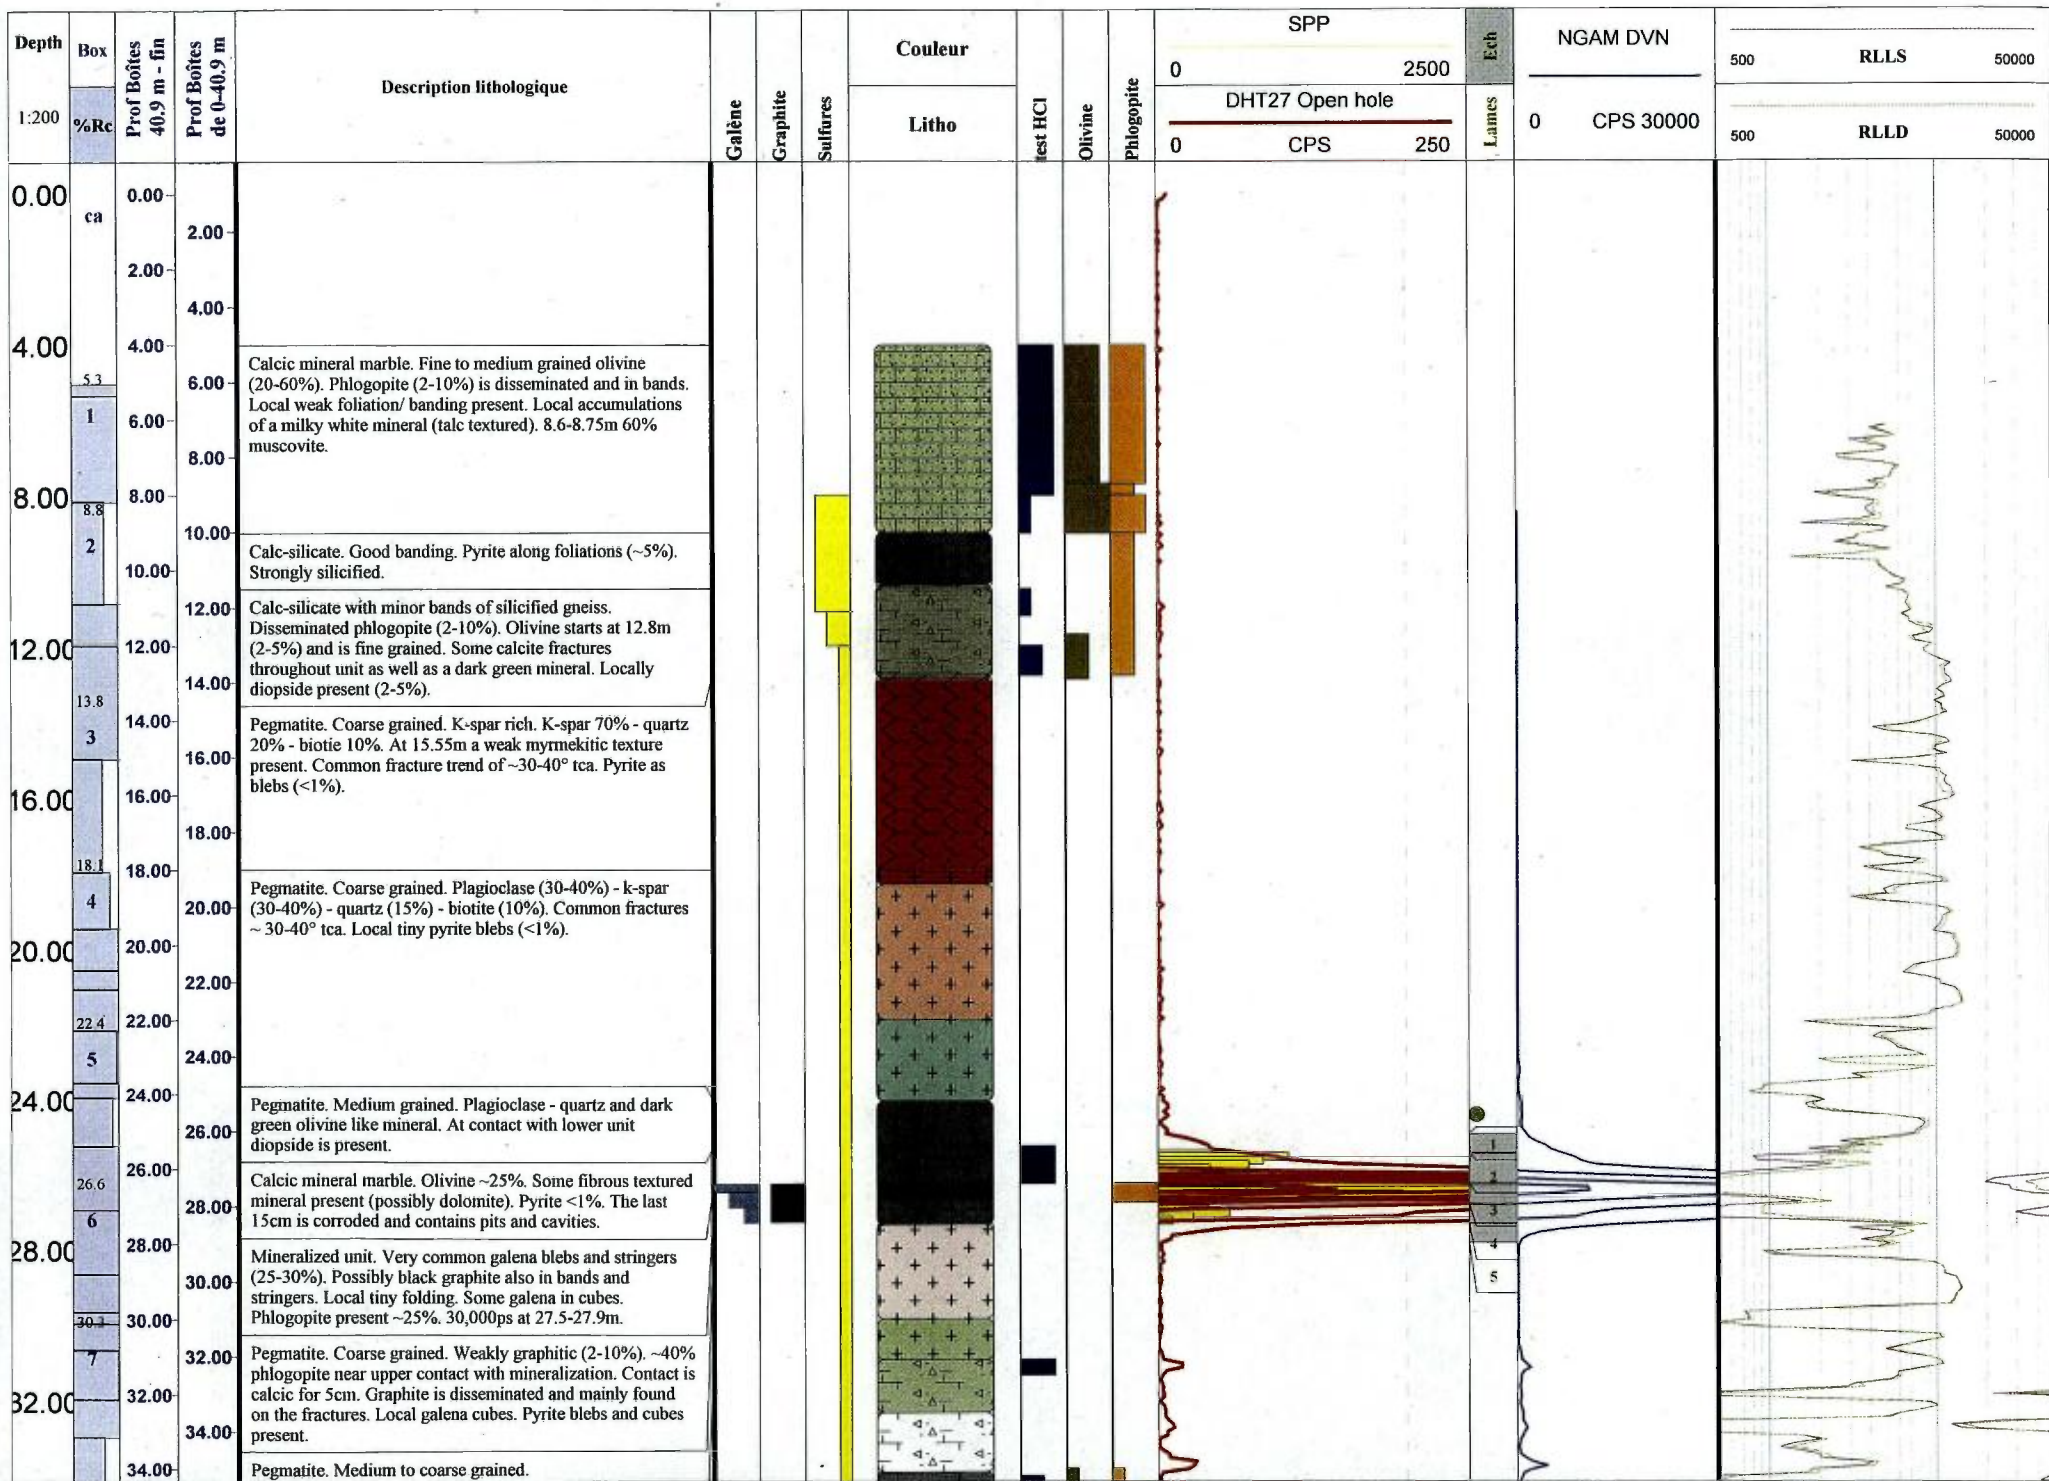 Depth
1:200
Box
%Rc
Prof Boîtes
40.9 m - fin
Prof Boîtes
de 0-40.9 m
Description lithologique
Galène
Graphite
Sulfures
Couleur
Litho
test HCl
Olivine
Phlogopite
SPP
0 2500
DHT27 Open hole
0 CPS 250
Ech
Lames
NGAM DVN
0 CPS 30000
500 RLLS 50000
500 RLLD 50000
0.00
4.00
8.00
12.00
16.00
20.00
24.00
28.00
32.00
ca
5.3
1
8.8
2
13.8
3
18.1
4
22.4
5
26.6
6
30.3
7
0.00
2.00
4.00
6.00
8.00
10.00
12.00
14.00
16.00
18.00
20.00
22.00
24.00
26.00
28.00
30.00
32.00
34.00
2.00
4.00
6.00
8.00
10.00
12.00
14.00
16.00
18.00
20.00
22.00
24.00
26.00
28.00
30.00
32.00
34.00
Calcic mineral marble. Fine to medium grained olivine
(20-60%). Phlogopite (2-10%) is disseminated and in bands.
Local weak foliation/ banding present. Local accumulations
of a milky white mineral (talc textured). 8.6-8.75m 60%
muscovite.
Calc-silicate. Good banding. Pyrite along foliations (~5%).
Strongly silicified.
Calc-silicate with minor bands of silicified gneiss.
Disseminated phlogopite (2-10%). Olivine starts at 12.8m
(2-5%) and is fine grained. Some calcite fractures
throughout unit as well as a dark green mineral. Locally
diopside present (2-5%).
Pegmatite. Coarse grained. K-spar rich. K-spar 70% - quartz
20% - biotie 10%. At 15.55m a weak myrmekitic texture
present. Common fracture trend of ~30-40° tca. Pyrite as
blebs (<1%).
Pegmatite. Coarse grained. Plagioclase (30-40%) - k-spar
(30-40%) - quartz (15%) - biotite (10%). Common fractures
~ 30-40° tca. Local tiny pyrite blebs (<1%).
Pegmatite. Medium grained. Plagioclase - quartz and dark
green olivine like mineral. At contact with lower unit
diopside is present.
Calcic mineral marble. Olivine ~25%. Some fibrous textured
mineral present (possibly dolomite). Pyrite <1%. The last
15cm is corroded and contains pits and cavities.
Mineralized unit. Very common galena blebs and stringers
(25-30%). Possibly black graphite also in bands and
stringers. Local tiny folding. Some galena in cubes.
Phlogopite present ~25%. 30,000ps at 27.5-27.9m.
Pegmatite. Coarse grained. Weakly graphitic (2-10%). ~40%
phlogopite near upper contact with mineralization. Contact is
calcic for 5cm. Graphite is disseminated and mainly found
on the fractures. Local galena cubes. Pyrite blebs and cubes
present.
Pegmatite. Medium to coarse grained.
1
2
3
4
5